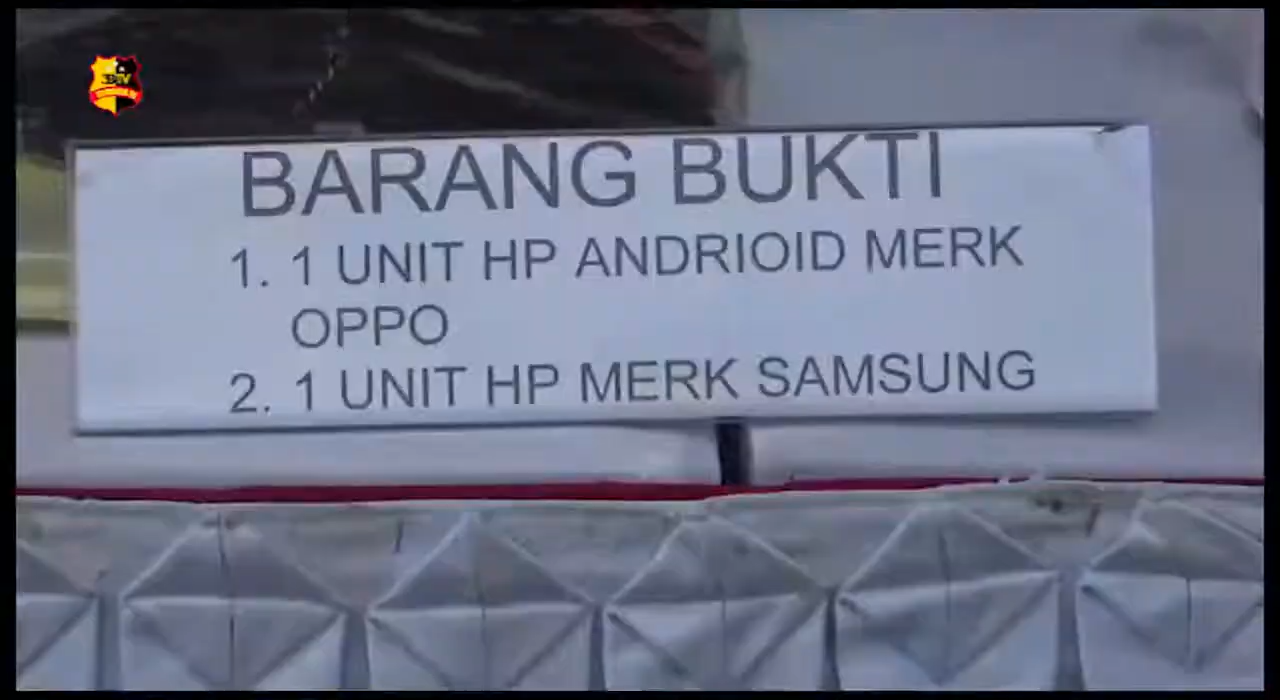 BARANG BUKTI
1. 1 UNIT HP ANDRIOID MERK
OPPO
2. 1 UNIT HP MERK SAMSUNG